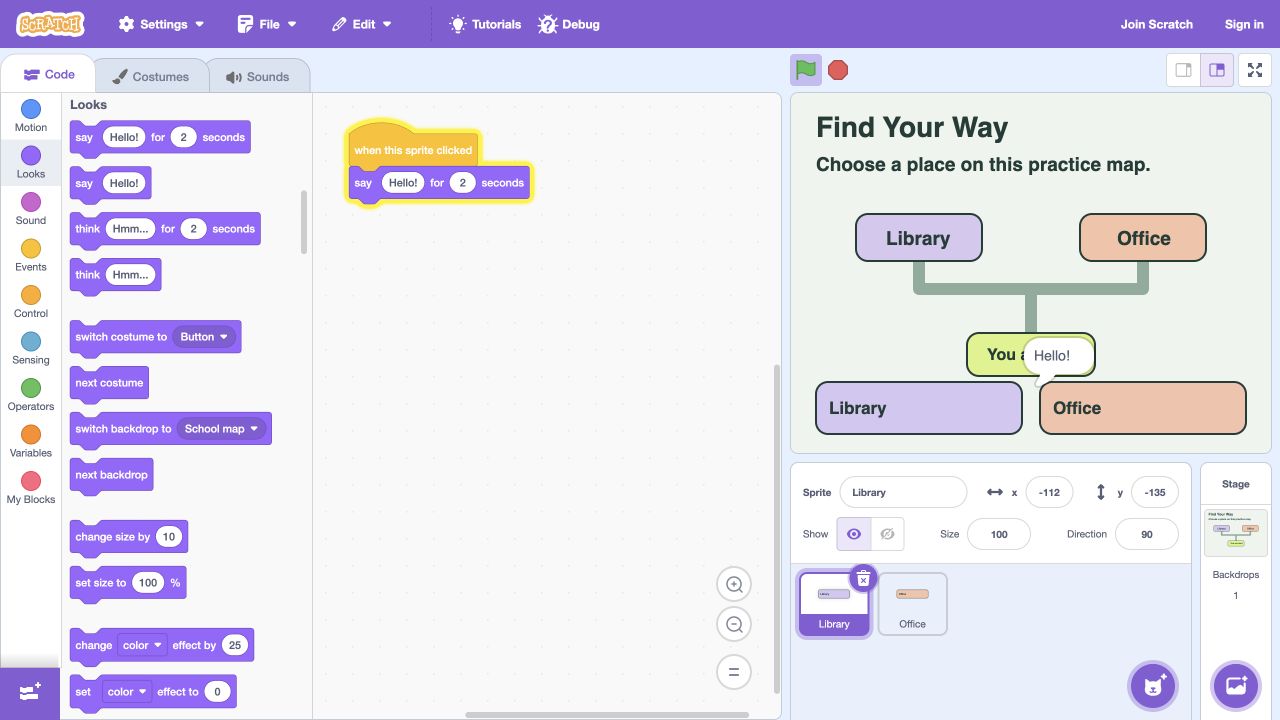 SCRATCH
Settings
File
Edit
Tutorials
Debug
Join Scratch
Sign in
Code
Costumes
Sounds
Motion
Looks
Sound
Events
Control
Sensing
Operators
Variables
My Blocks
Looks
say Hello! for 2 seconds
say Hello!
think Hmm... for 2 seconds
think Hmm...
switch costume to Button
next costume
switch backdrop to School map
next backdrop
change size by 10
set size to 100 %
change color effect by 25
set color effect to 0
when this sprite clicked
say Hello! for 2 seconds
Find Your Way
Choose a place on this practice map.
Library
Office
You
Hello!
Library
Office
Sprite Library x -112 y -135
Show Size 100 Direction 90
Library
Office
Stage
Find Your Way
Backdrops
1